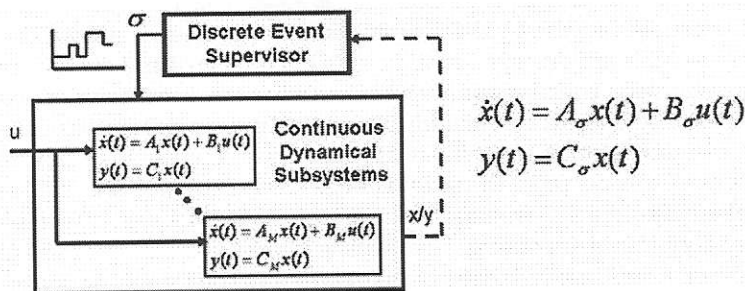 σ
Discrete Event
Supervisor
u
ẋ(t) = A₁x(t) + B₁u(t)
y(t) = C₁x(t)
Continuous
Dynamical
Subsystems
ẋ(t) = A_M x(t) + B_M u(t)
y(t) = C_M x(t)
x/y
ẋ(t) = A_σ x(t) + B_σ u(t)
y(t) = C_σ x(t)